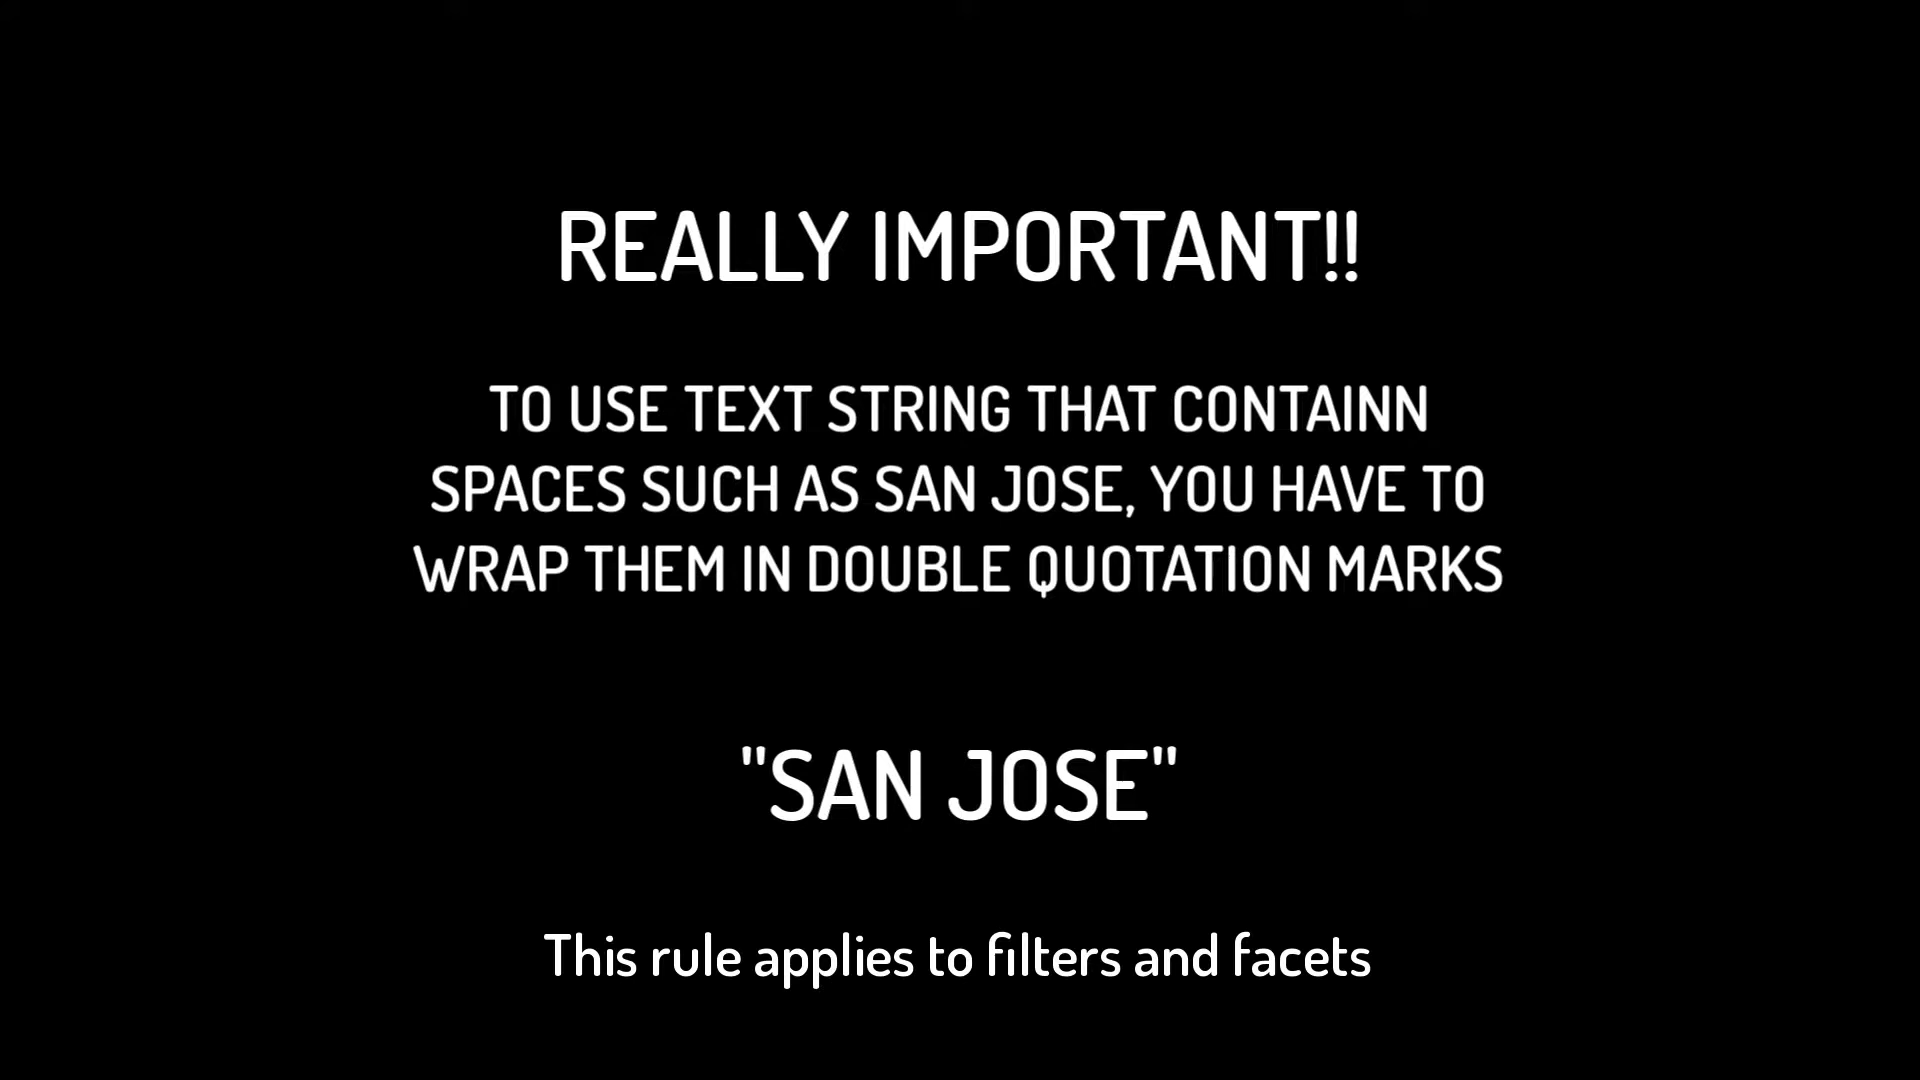 REALLY IMPORTANT!!
TO USE TEXT STRING THAT CONTAINN
SPACES SUCH AS SAN JOSE, YOU HAVE TO
WRAP THEM IN DOUBLE QUOTATION MARKS
"SAN JOSE"
This rule applies to filters and facets